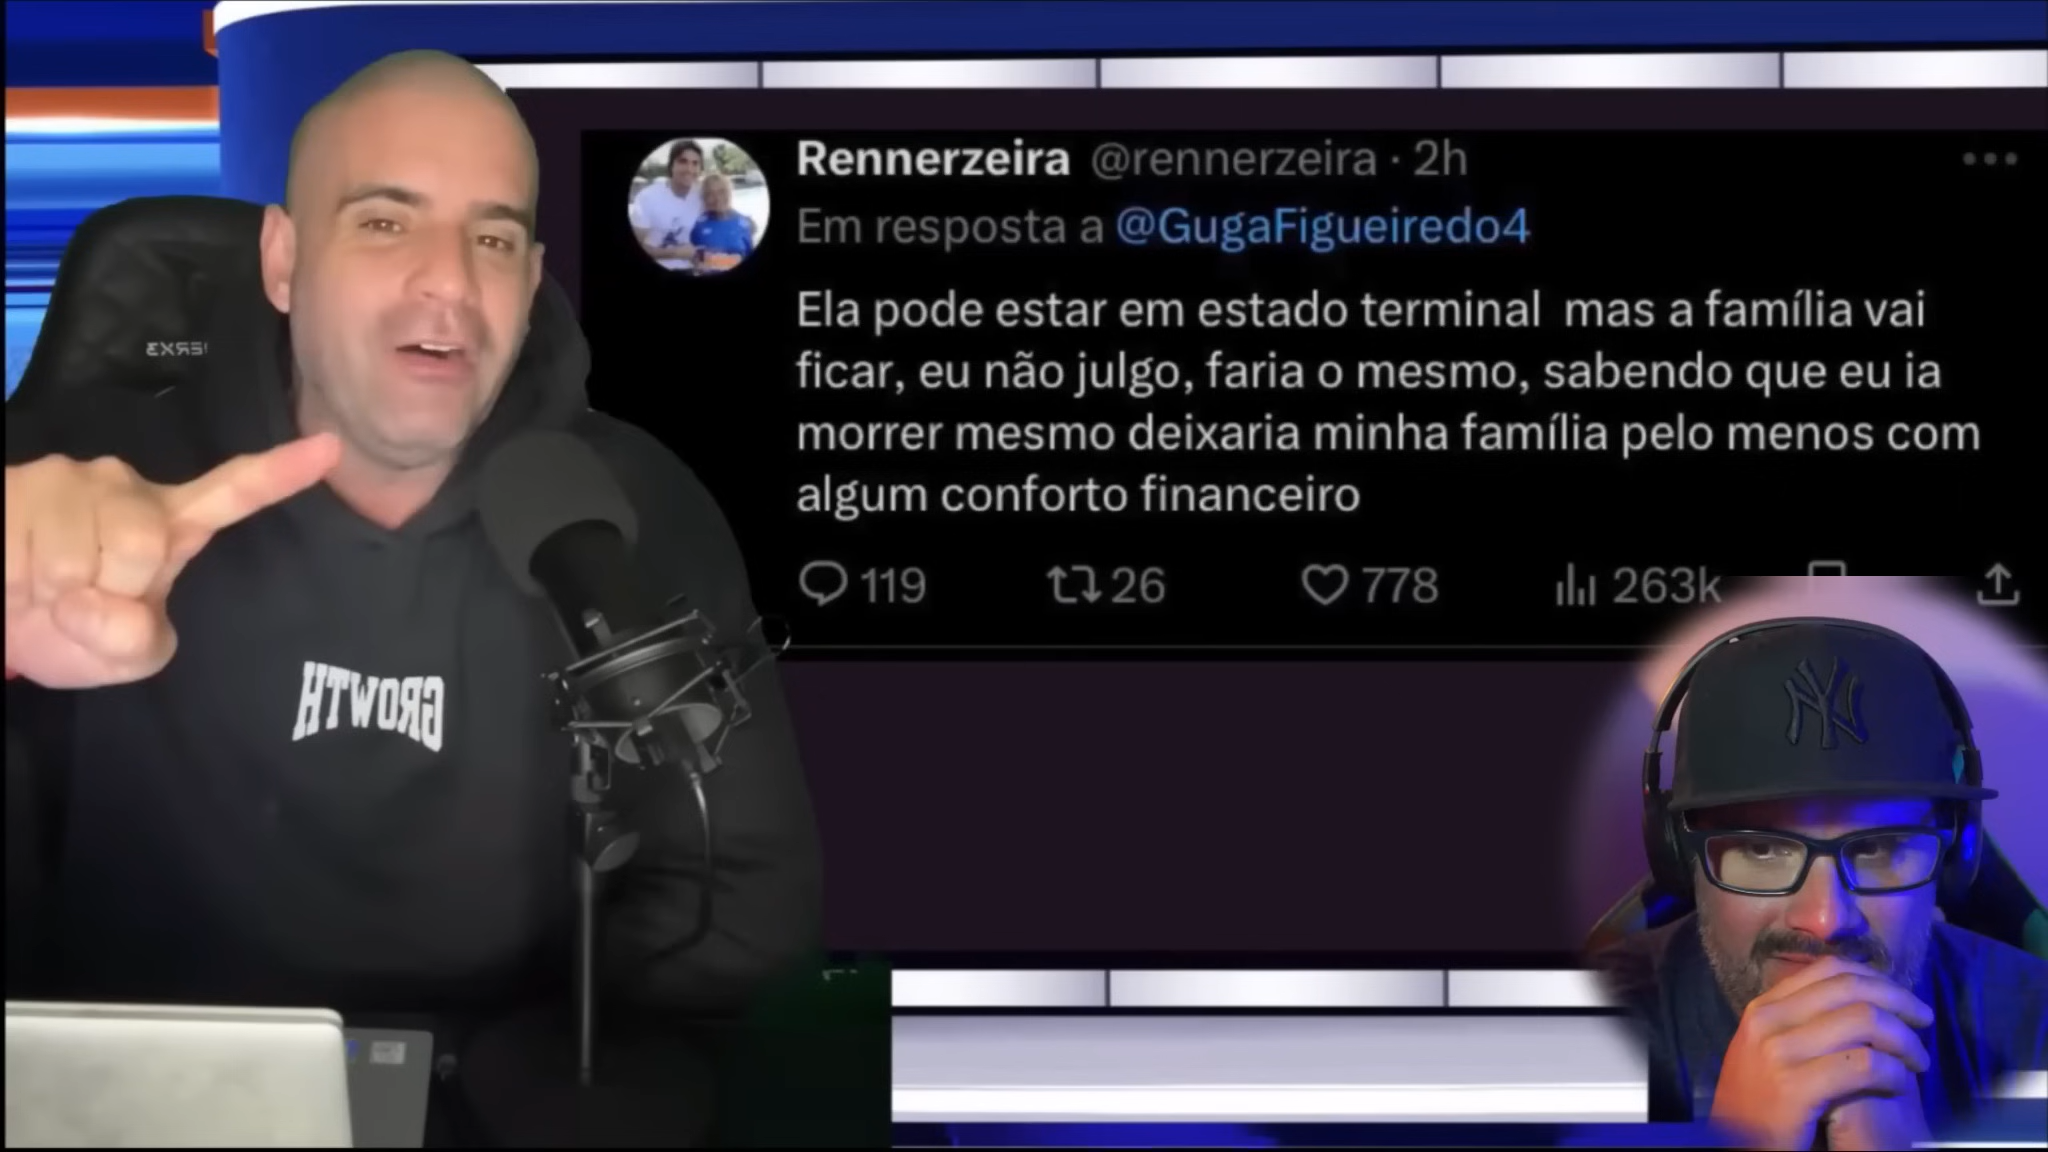 Rennerzeira @rennerzeira · 2h
Em resposta a @GugaFigueiredo4
Ela pode estar em estado terminal mas a família vai
ficar, eu não julgo, faria o mesmo, sabendo que eu ia
morrer mesmo deixaria minha família pelo menos com
algum conforto financeiro
119 26 778 263k
GROWTH
NY